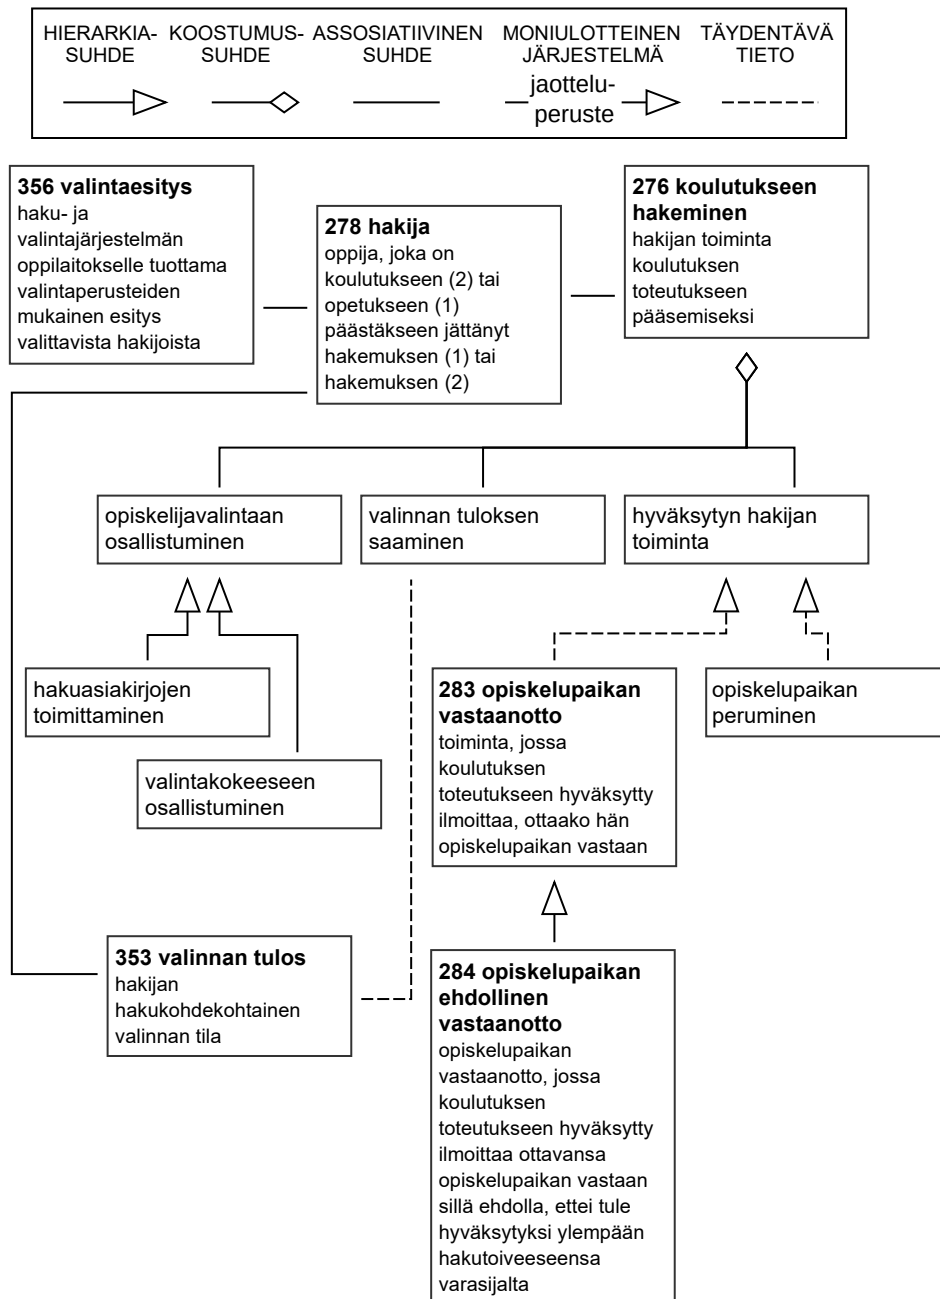 HIERARKIA-
SUHDE
KOOSTUMUS-
SUHDE
ASSOSIATIIVINEN
SUHDE
MONIULOTTEINEN
JÄRJESTELMÄ
TÄYDENTÄVÄ
TIETO
jaottelu-
peruste
356 valintaesitys
haku- ja
valintajärjestelmän
oppilaitokselle tuottama
valintaperusteiden
mukainen esitys
valittavista hakijoista
278 hakija
oppija, joka on
koulutukseen (2) tai
opetukseen (1)
päästäkseen jättänyt
hakemuksen (1) tai
hakemuksen (2)
276 koulutukseen
hakeminen
hakijan toiminta
koulutuksen
toteutukseen
pääsemiseksi
opiskelijavalintaan
osallistuminen
valinnan tuloksen
saaminen
hyväksytyn hakijan
toiminta
hakuasiakirjojen
toimittaminen
valintakokeeseen
osallistuminen
283 opiskelupaikan
vastaanotto
toiminta, jossa
koulutuksen
toteutukseen hyväksytty
ilmoittaa, ottaako hän
opiskelupaikan vastaan
opiskelupaikan
peruminen
353 valinnan tulos
hakijan
hakukohdekohtainen
valinnan tila
284 opiskelupaikan
ehdollinen
vastaanotto
opiskelupaikan
vastaanotto, jossa
koulutuksen
toteutukseen hyväksytty
ilmoittaa ottavansa
opiskelupaikan vastaan
sillä ehdolla, ettei tule
hyväksytyksi ylempään
hakutoiveeseensa
varasijalta